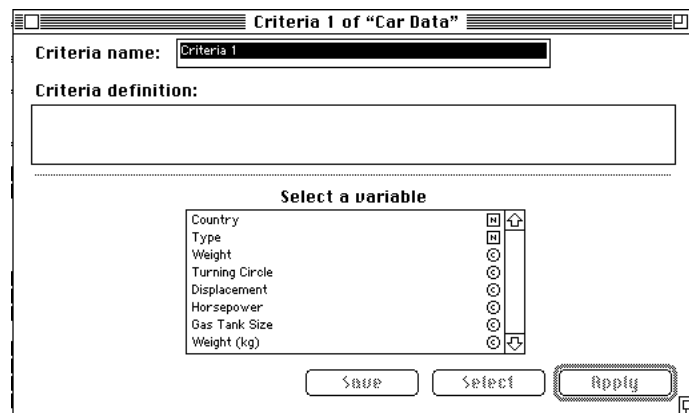 Criteria 1 of “Car Data”
Criteria name: Criteria 1
Criteria definition:
Select a variable
Country N
Type N
Weight C
Turning Circle C
Displacement C
Horsepower C
Gas Tank Size C
Weight (kg) C
Save Select Apply